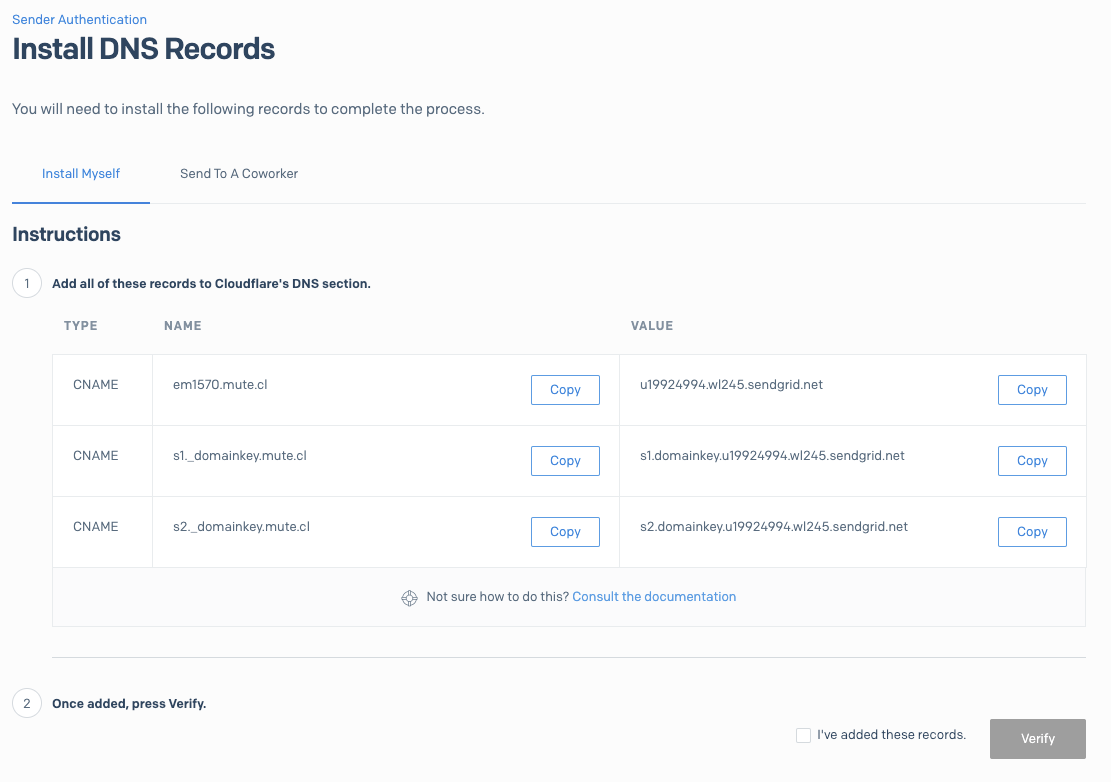 Sender Authentication
Install DNS Records
You will need to install the following records to complete the process.
Install Myself
Send To A Coworker
Instructions
1 Add all of these records to Cloudflare's DNS section.
TYPE NAME VALUE
CNAME em1570.mute.cl Copy u19924994.wl245.sendgrid.net Copy
CNAME s1._domainkey.mute.cl Copy s1.domainkey.u19924994.wl245.sendgrid.net Copy
CNAME s2._domainkey.mute.cl Copy s2.domainkey.u19924994.wl245.sendgrid.net Copy
Not sure how to do this? Consult the documentation
2 Once added, press Verify.
I've added these records. Verify